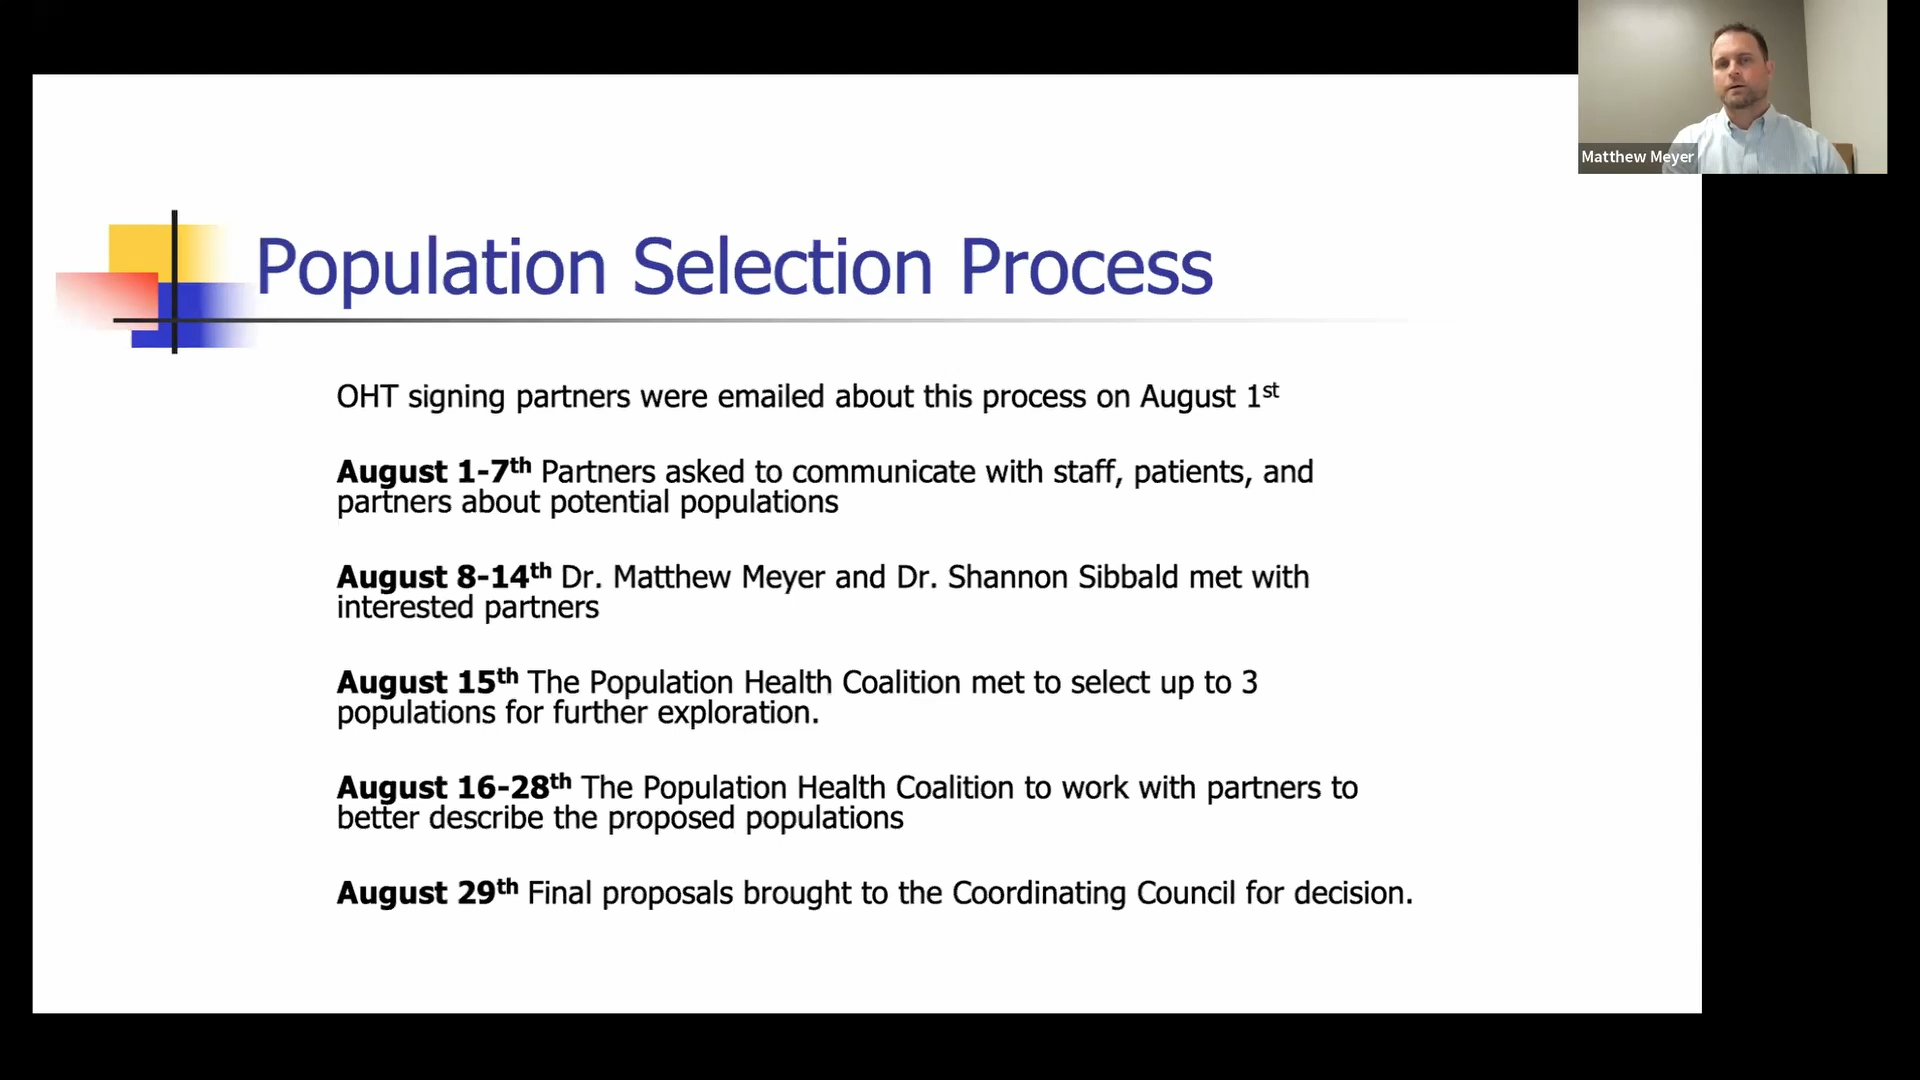 Matthew Meyer
Population Selection Process
OHT signing partners were emailed about this process on August 1st
August 1-7th Partners asked to communicate with staff, patients, and
partners about potential populations
August 8-14th Dr. Matthew Meyer and Dr. Shannon Sibbald met with
interested partners
August 15th The Population Health Coalition met to select up to 3
populations for further exploration.
August 16-28th The Population Health Coalition to work with partners to
better describe the proposed populations
August 29th Final proposals brought to the Coordinating Council for decision.